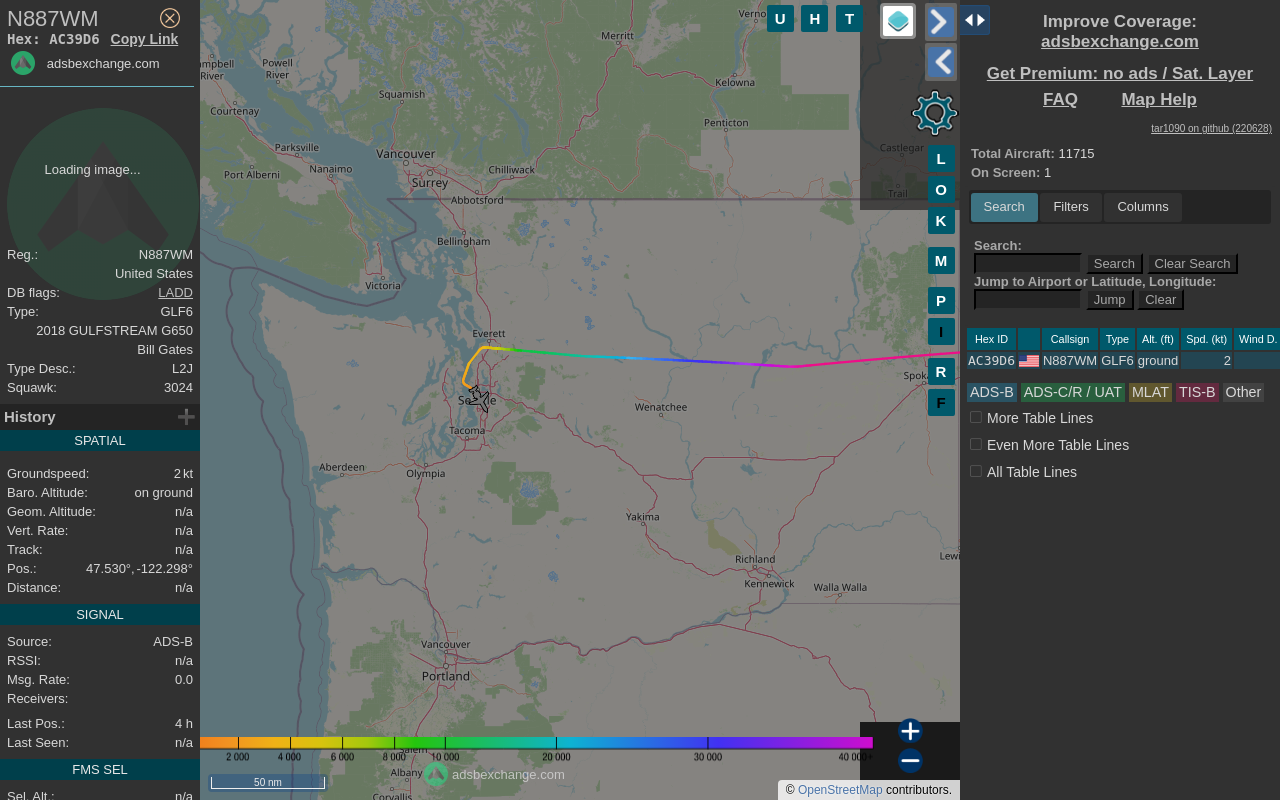 N887WM
Hex: AC39D6 Copy Link
adsbexchange.com
Loading image...
Reg.: N887WM
United States
DB flags: LADD
Type: GLF6
2018 GULFSTREAM G650
Bill Gates
Type Desc.: L2J
Squawk: 3024
History
SPATIAL
Groundspeed: 2 kt
Baro. Altitude: on ground
Geom. Altitude: n/a
Vert. Rate: n/a
Track: n/a
Pos.: 47.530°, -122.298°
Distance: n/a
SIGNAL
Source: ADS-B
RSSI: n/a
Msg. Rate: 0.0
Receivers:
Last Pos.: 4 h
Last Seen: n/a
FMS SEL
Sel. Alt.: n/a
U H T
Merritt
Powell
River
River
Squamish
Kelowna
Courtenay
Penticton
Parksville
Vancouver
Castlegar
Nanaimo
Port Alberni
Chilliwack
Surrey
Trail
Abbotsford
Bellingham
Victoria
Everett
Wenatchee
Tacoma
Aberdeen
Olympia
Yakima
Richland
Kennewick
Walla Walla
Vancouver
Portland
Albany
Corvallis
L
O
K
M
P
I
R
F
2 000 4 000 6 000 8 000 10 000 20 000 30 000 40 000+
adsbexchange.com
50 nm
© OpenStreetMap contributors.
Improve Coverage:
adsbexchange.com
Get Premium: no ads / Sat. Layer
FAQ Map Help
tar1090 on github (220628)
Total Aircraft: 11715
On Screen: 1
Search Filters Columns
Search:
Search Clear Search
Jump to Airport or Latitude, Longitude:
Jump Clear
Hex ID Callsign Type Alt. (ft) Spd. (kt) Wind D.
AC39D6 N887WM GLF6 ground 2
ADS-B ADS-C/R / UAT MLAT TIS-B Other
More Table Lines
Even More Table Lines
All Table Lines